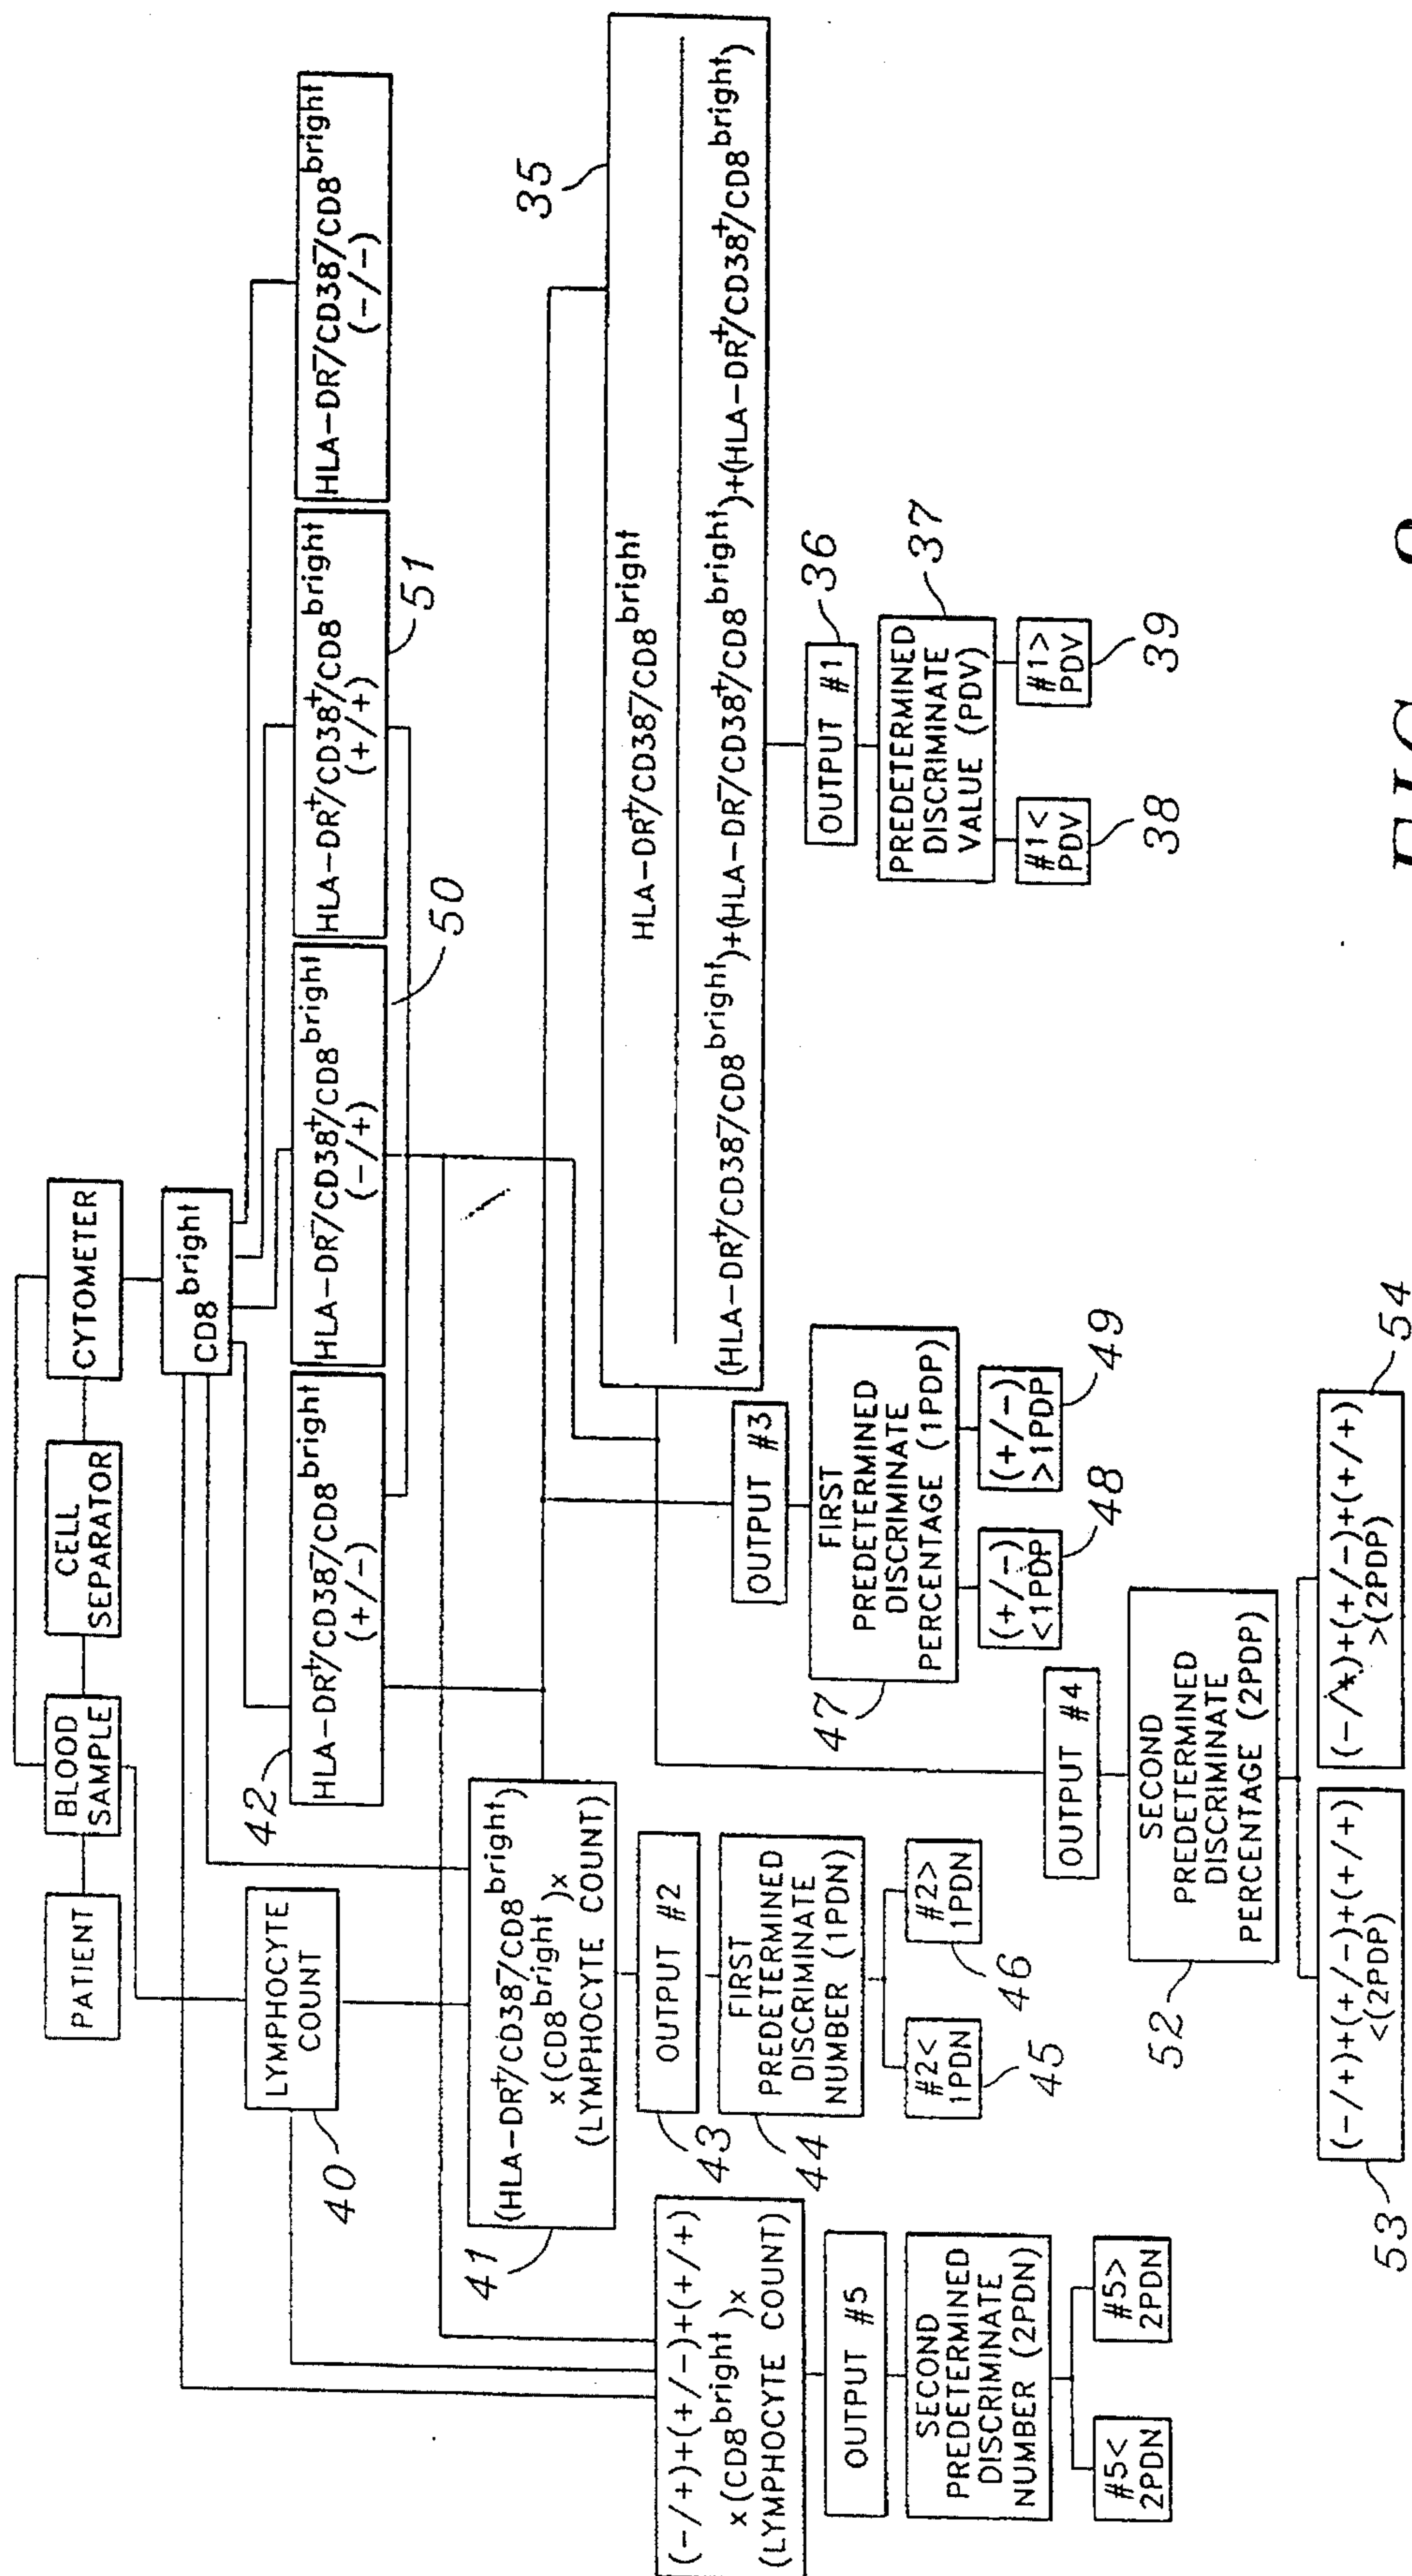 PATIENT
BLOOD
SAMPLE
CELL
SEPARATOR
CYTOMETER
CD8bright
LYMPHOCYTE
COUNT
40
42
HLA-DR+/CD38-/CD8bright
(+/-)
HLA-DR-/CD38+/CD8bright
(-/+)
50
HLA-DR+/CD38+/CD8bright
(+/+)
51
HLA-DR-/CD38-/CD8bright
(-/-)
(HLA-DR+/CD38-/CD8bright)
x(CD8bright)x
(LYMPHOCYTE COUNT)
41
HLA-DR+/CD38-/CD8bright
(HLA-DR+/CD38-/CD8bright)+(HLA-DR-/CD38+/CD8bright)+(HLA-DR+/CD38+/CD8bright)
35
(-/+)+(+/-)+(+/+)
x(CD8bright)x
(LYMPHOCYTE COUNT)
OUTPUT #5
SECOND
PREDETERMINED
DISCRIMINATE
NUMBER (2PDN)
#5<
2PDN
#5>
2PDN
OUTPUT #2
43
FIRST
PREDETERMINED
DISCRIMINATE
NUMBER (1PDN)
44
#2<
1PDN
45
#2>
1PDN
46
OUTPUT #3
FIRST
PREDETERMINED
DISCRIMINATE
PERCENTAGE (1PDP)
47
(+/-)
<1PDP
48
(+/-)
>1PDP
49
OUTPUT #1
36
PREDETERMINED
DISCRIMINATE
VALUE (PDV)
37
#1<
PDV
38
#1>
PDV
39
OUTPUT #4
SECOND
PREDETERMINED
DISCRIMINATE
PERCENTAGE (2PDP)
52
(-/+)+(+/-)+(+/+)
<(2PDP)
53
(-/+)+(+/-)+(+/+)
>(2PDP)
54
FIG.